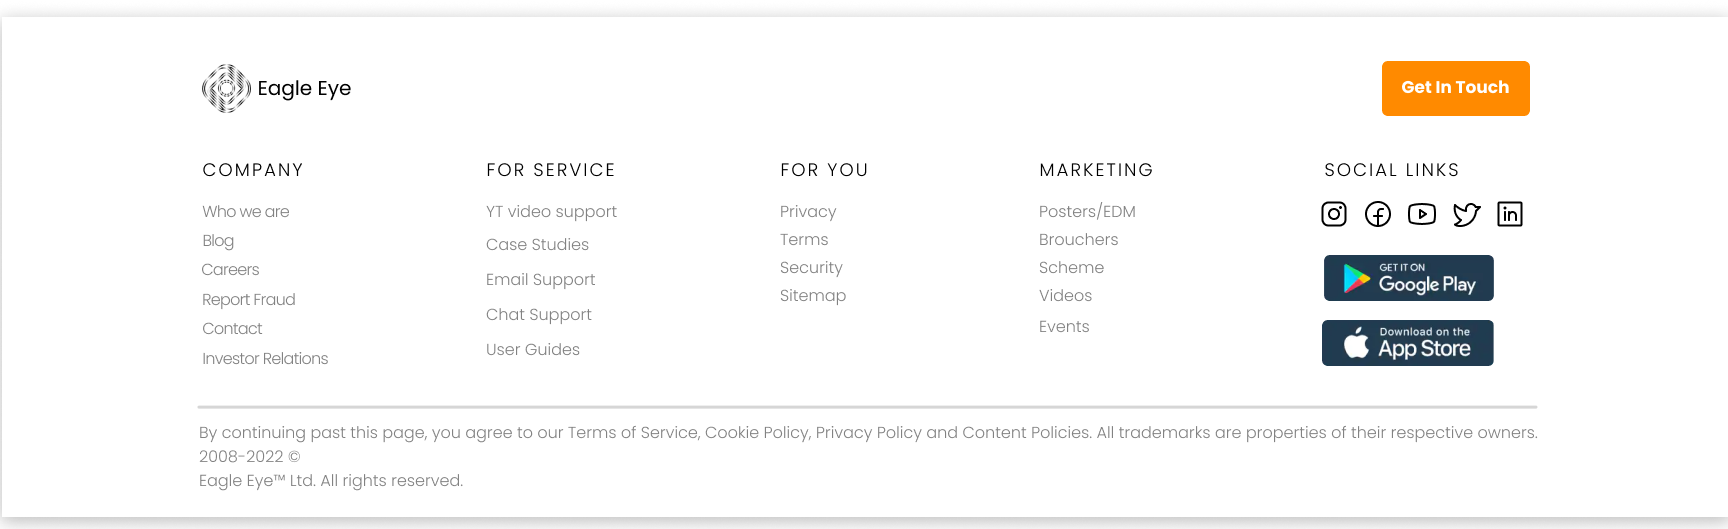 Eagle Eye
Get In Touch
COMPANY
Who we are
Blog
Careers
Report Fraud
Contact
Investor Relations
FOR SERVICE
YT video support
Case Studies
Email Support
Chat Support
User Guides
FOR YOU
Privacy
Terms
Security
Sitemap
MARKETING
Posters/EDM
Brouchers
Scheme
Videos
Events
SOCIAL LINKS
GET IT ON
Google Play
Download on the
App Store
By continuing past this page, you agree to our Terms of Service, Cookie Policy, Privacy Policy and Content Policies. All trademarks are properties of their respective owners.
2008-2022 ©
Eagle Eye™ Ltd. All rights reserved.